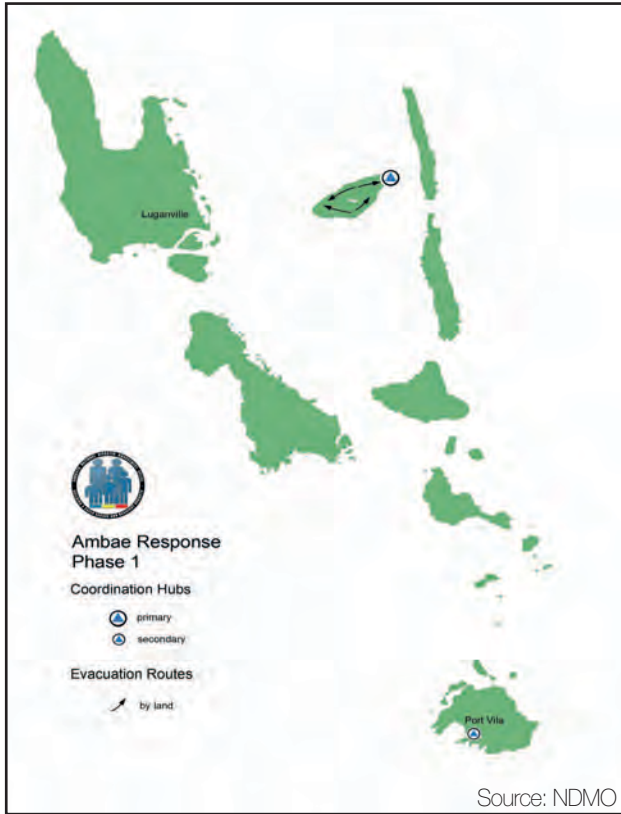 Luganville
Ambae Response
Phase 1
Coordination Hubs
primary
secondary
Evacuation Routes
by land
Port Vila
Source: NDMO